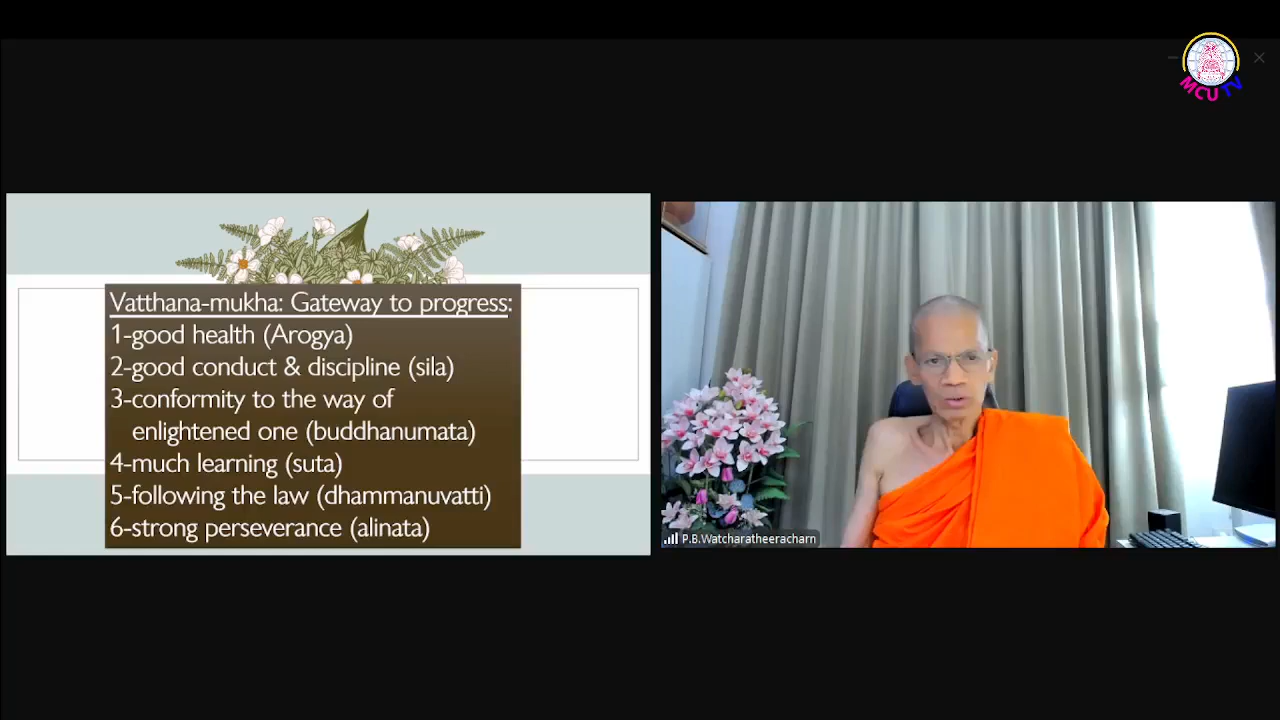 MCU TV
Vatthana-mukha: Gateway to progress:
1-good health (Arogya)
2-good conduct & discipline (sila)
3-conformity to the way of
enlightened one (buddhanumata)
4-much learning (suta)
5-following the law (dhammanuvatti)
6-strong perseverance (alinata)
P.B.Watcharatheeracharn